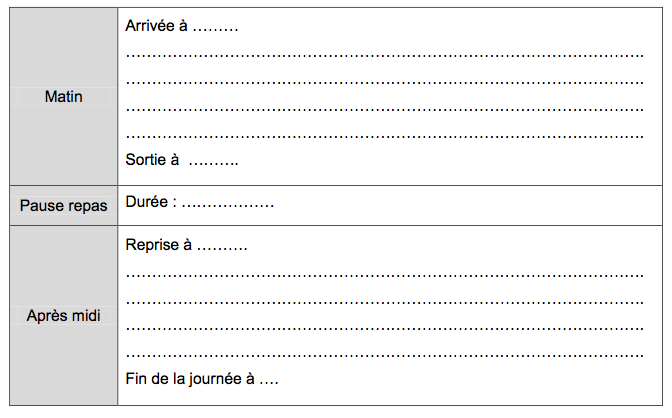 Matin
Arrivée à ………
……………………………………………………………………………………….
……………………………………………………………………………………….
……………………………………………………………………………………….
……………………………………………………………………………………….
Sortie à ……….
Pause repas
Durée : ………………
Après midi
Reprise à ……….
……………………………………………………………………………………….
……………………………………………………………………………………….
……………………………………………………………………………………….
……………………………………………………………………………………….
Fin de la journée à ….